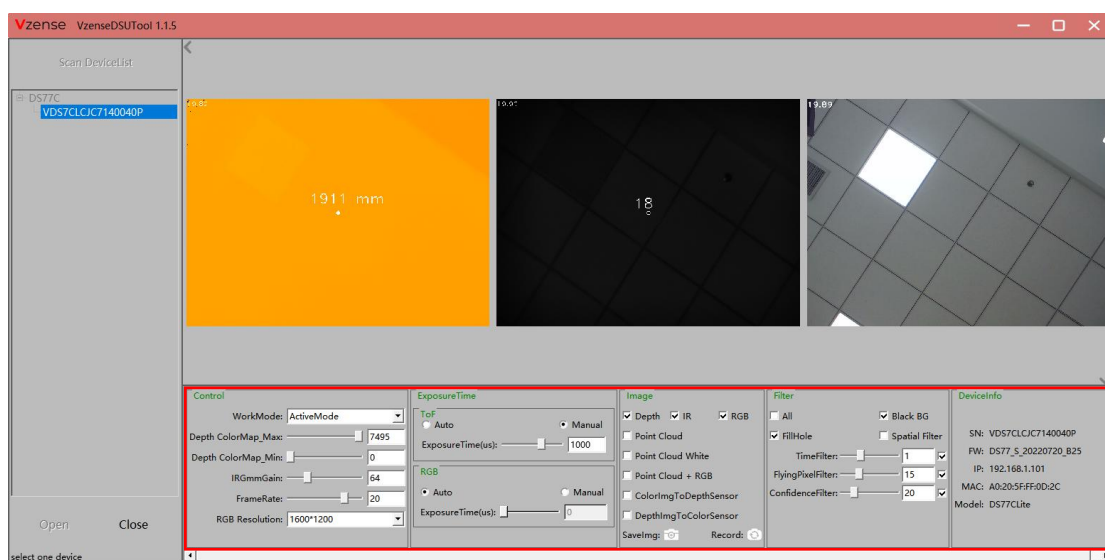 Vzense VzenseDSUTool 1.1.5
Scan DeviceList
DS77C
VDS7CLCJC7140040P
Open Close
select one device
1911 mm
18
19.89
Control
WorkMode: ActiveMode
Depth ColorMap_Max: 7495
Depth ColorMap_Min: 0
IRGmmGain: 64
FrameRate: 20
RGB Resolution: 1600*1200
ExposureTime
ToF
Auto Manual
ExposureTime(us): 1000
RGB
Auto Manual
ExposureTime(us): 0
Image
Depth IR RGB
Point Cloud
Point Cloud White
Point Cloud + RGB
ColorImgToDepthSensor
DepthImgToColorSensor
SaveImg: Record:
Filter
All Black BG
FillHole Spatial Filter
TimeFilter: 1
FlyingPixelFilter: 15
ConfidenceFilter: 20
DeviceInfo
SN: VDS7CLCJC7140040P
FW: DS77_S_20220720_B25
IP: 192.168.1.101
MAC: A0:20:5F:FF:0D:2C
Model: DS77CLite